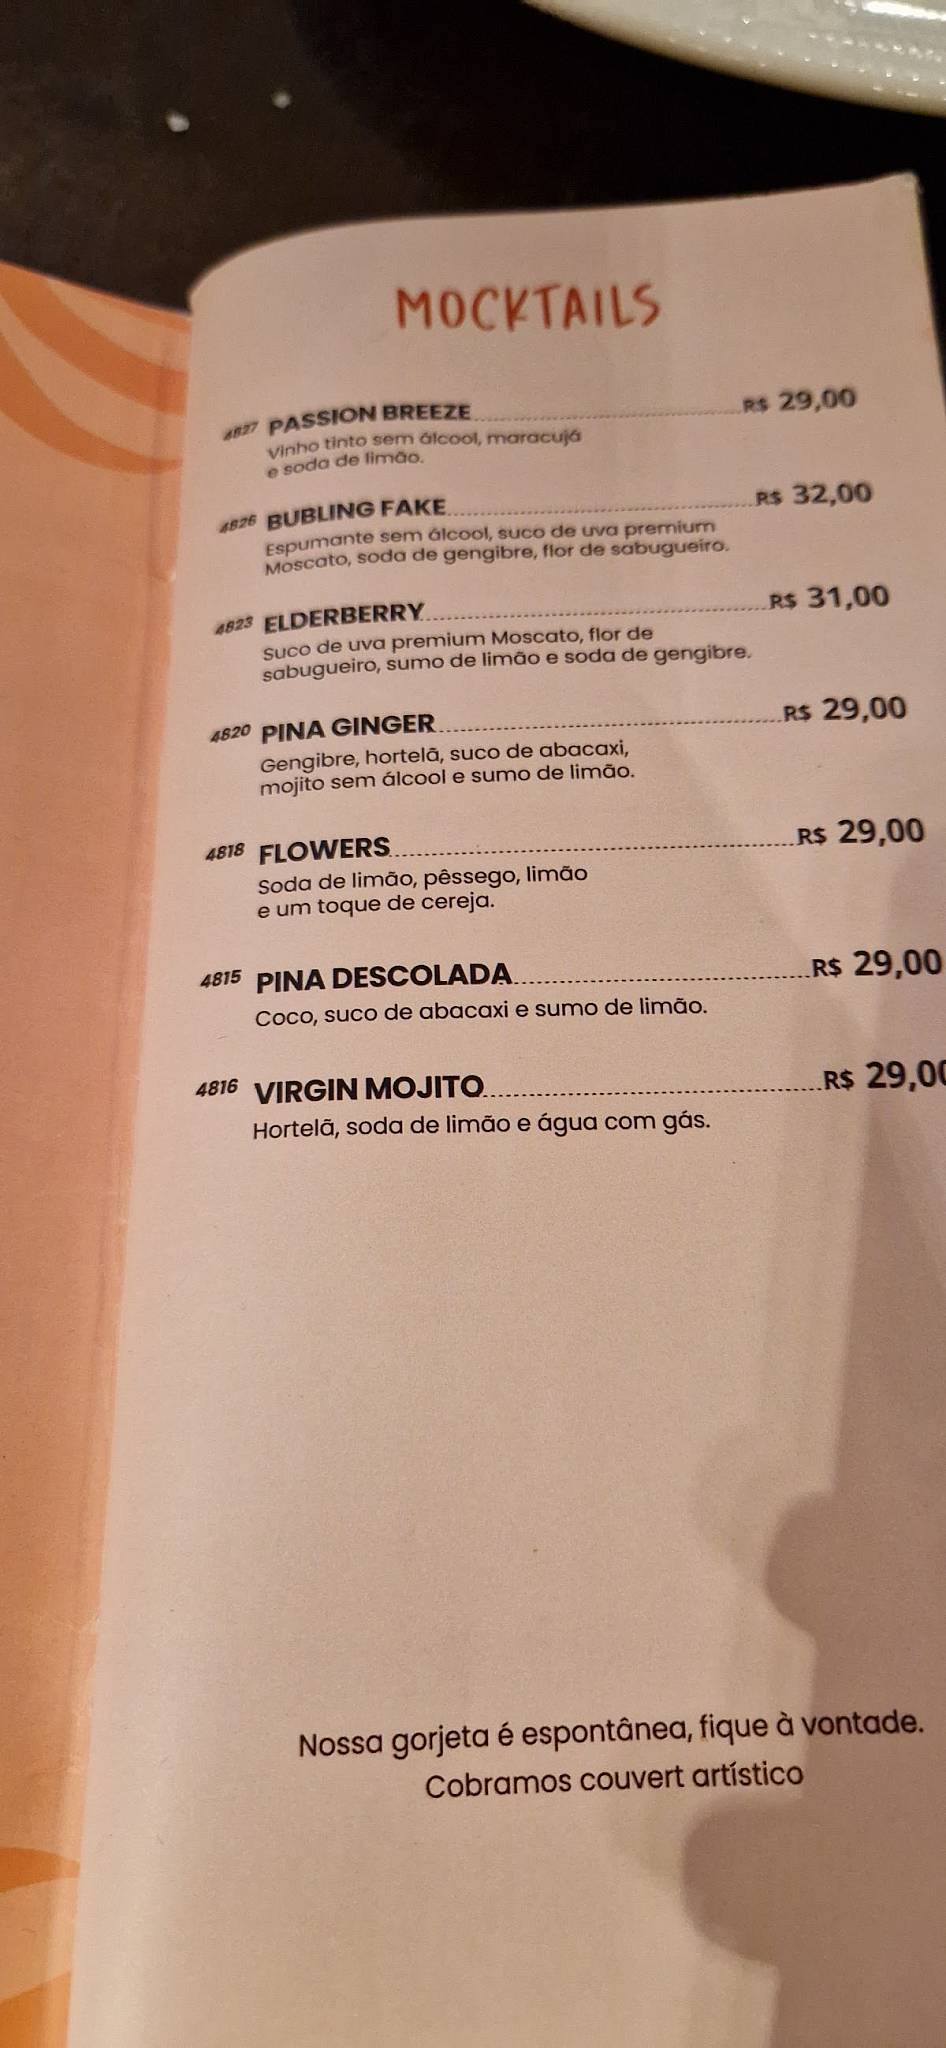 MOCKTAILS
4827 PASSION BREEZE R$ 29,00
Vinho tinto sem álcool, maracujá
e soda de limão.
4826 BUBLING FAKE R$ 32,00
Espumante sem álcool, suco de uva premium
Moscato, soda de gengibre, flor de sabugueiro.
4823 ELDERBERRY R$ 31,00
Suco de uva premium Moscato, flor de
sabugueiro, sumo de limão e soda de gengibre.
4820 PINA GINGER R$ 29,00
Gengibre, hortelã, suco de abacaxi,
mojito sem álcool e sumo de limão.
4818 FLOWERS R$ 29,00
Soda de limão, pêssego, limão
e um toque de cereja.
4815 PINA DESCOLADA R$ 29,00
Coco, suco de abacaxi e sumo de limão.
4816 VIRGIN MOJITO R$ 29,00
Hortelã, soda de limão e água com gás.
Nossa gorjeta é espontânea, fique à vontade.
Cobramos couvert artístico